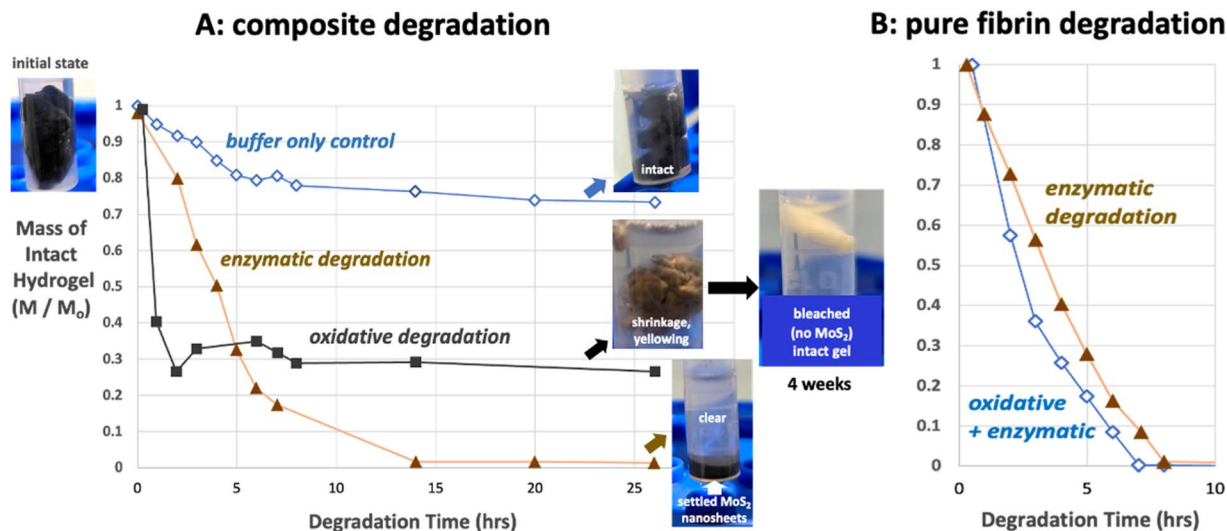 A: composite degradation
initial state
1
0.9
0.8
0.7
0.6
0.5
0.4
0.3
0.2
0.1
0
Mass of
Intact
Hydrogel
(M / Mo)
buffer only control
enzymatic degradation
oxidative degradation
intact
shrinkage,
yellowing
bleached
(no MoS2)
intact gel
4 weeks
clear
settled MoS2
nanosheets
0 5 10 15 20 25
Degradation Time (hrs)
B: pure fibrin degradation
1
0.9
0.8
0.7
0.6
0.5
0.4
0.3
0.2
0.1
0
enzymatic
degradation
oxidative
+ enzymatic
0 5 10
Degradation Time (hrs)